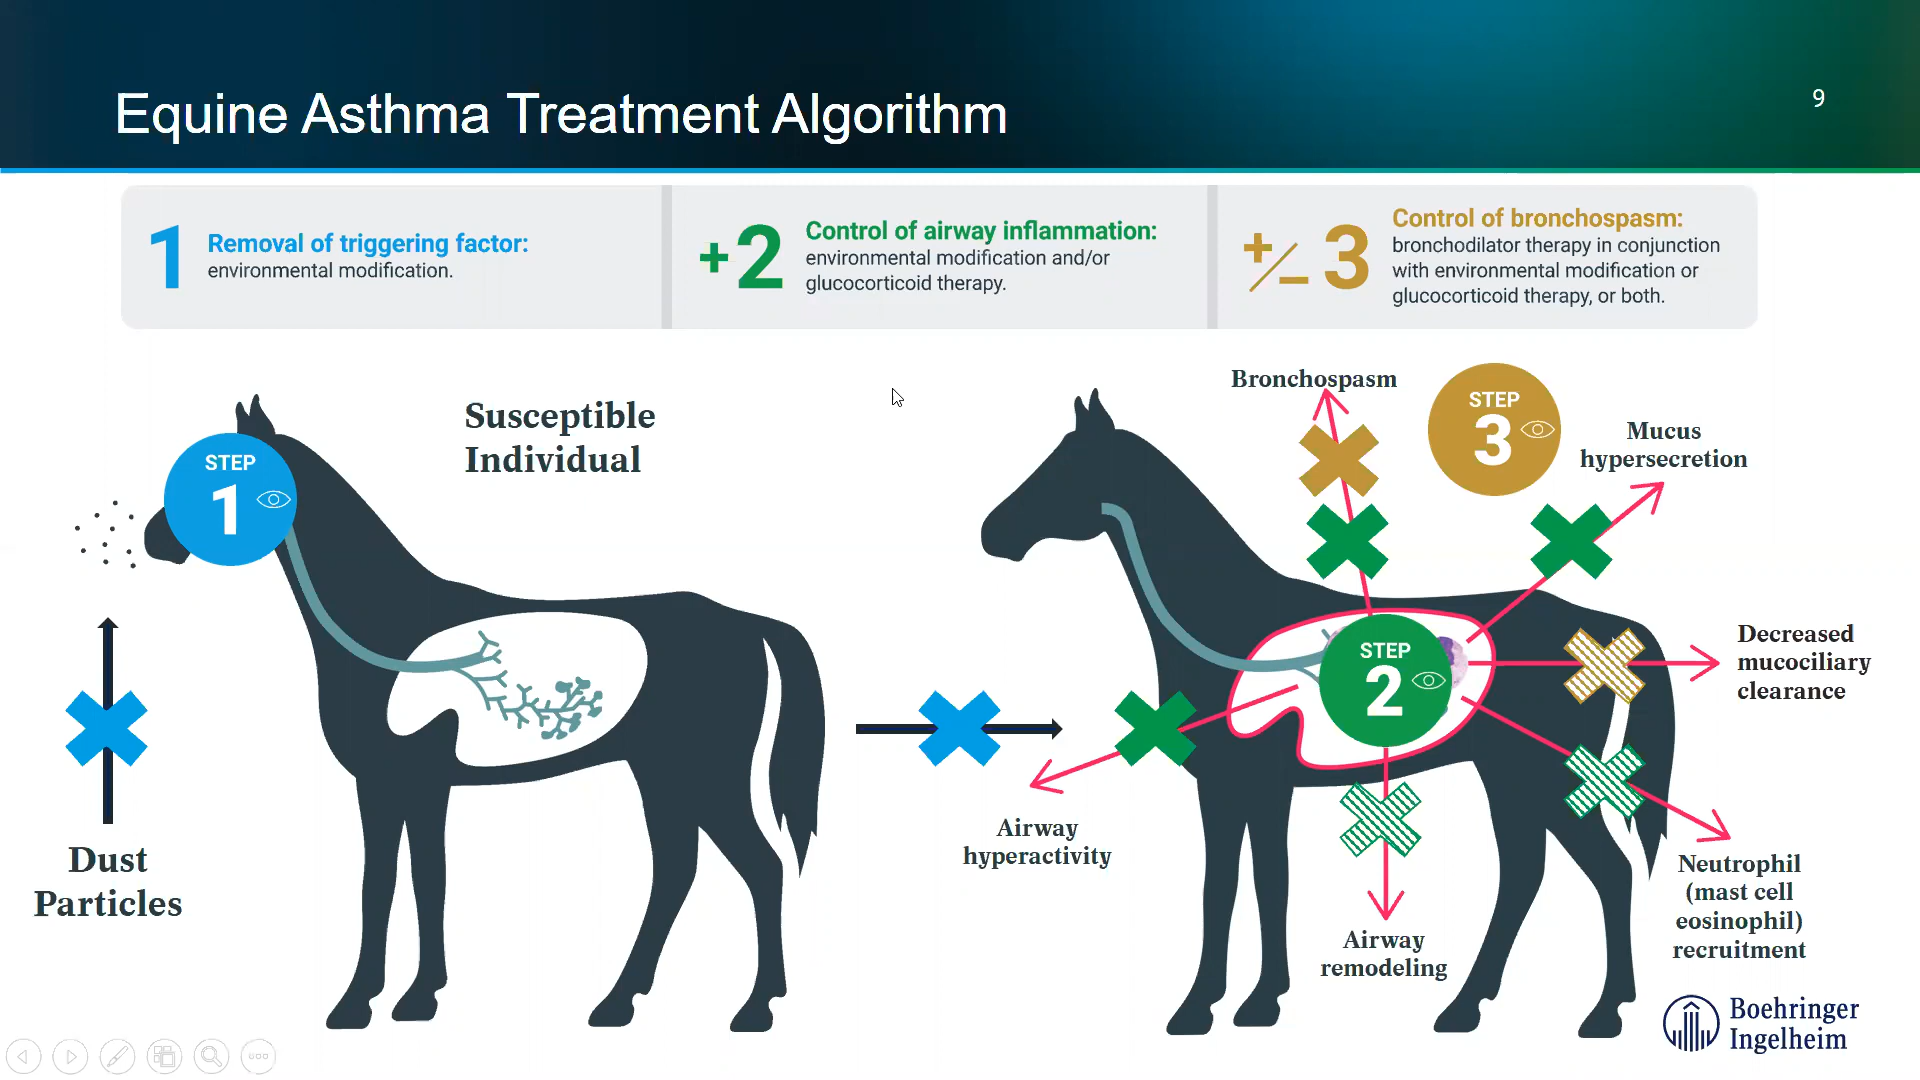 Equine Asthma Treatment Algorithm
9
1
Removal of triggering factor:
environmental modification.
+2
Control of airway inflammation:
environmental modification and/or
glucocorticoid therapy.
+/- 3
Control of bronchospasm:
bronchodilator therapy in conjunction
with environmental modification or
glucocorticoid therapy, or both.
Susceptible
Individual
STEP
1
Dust
Particles
Bronchospasm
STEP
3
Mucus
hypersecretion
STEP
2
Decreased
mucociliary
clearance
Airway
hyperactivity
Airway
remodeling
Neutrophil
(mast cell
eosinophil)
recruitment
Boehringer
Ingelheim